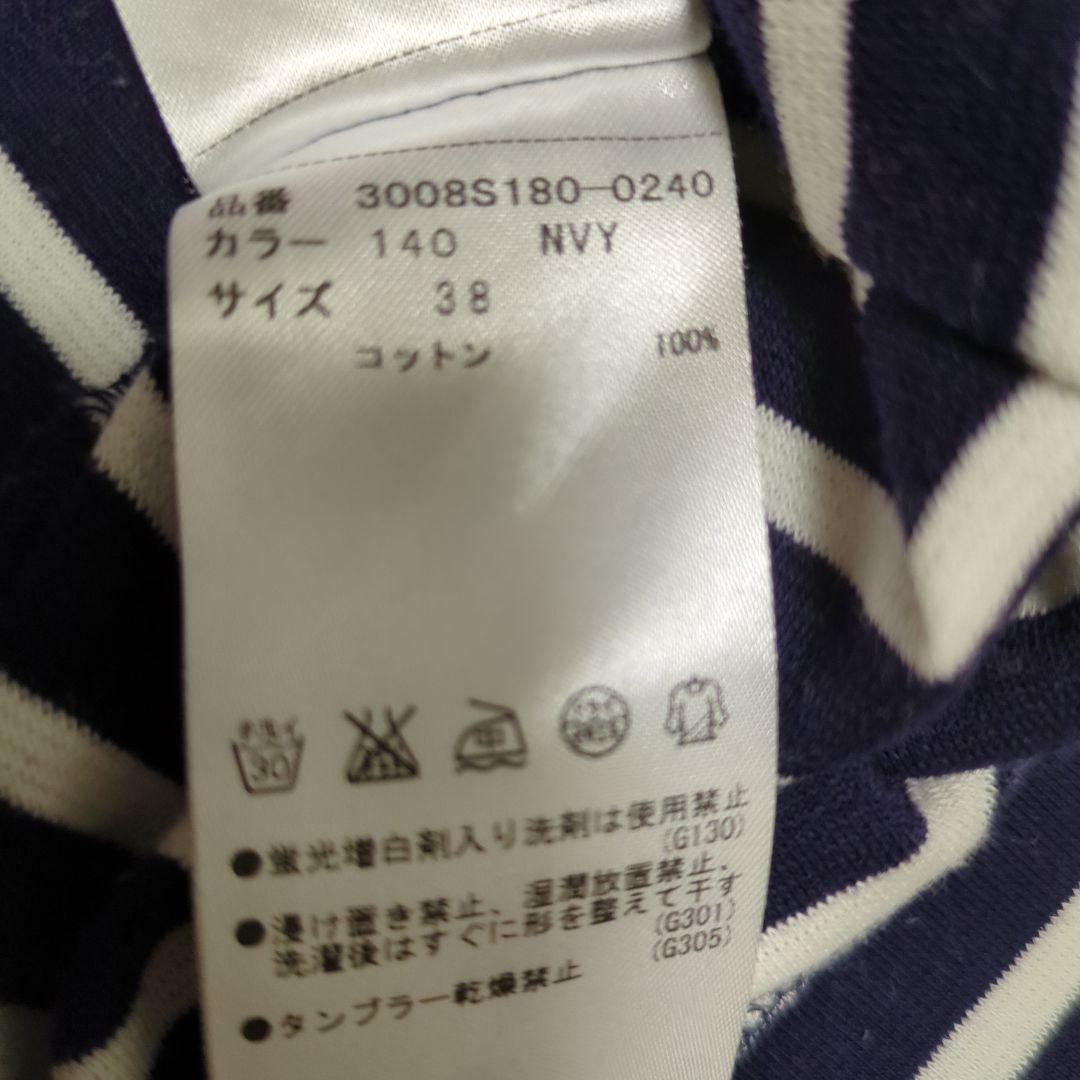 品番 3008S180-0240
カラー 140 NVY
サイズ 38
コットン 100%
30
中
●蛍光増白剤入り洗剤は使用禁止
(G130)
●浸け置き禁止、湿潤放置禁止、
洗濯後はすぐに形を整えて干す
(G301)
(G305)
●タンブラー乾燥禁止